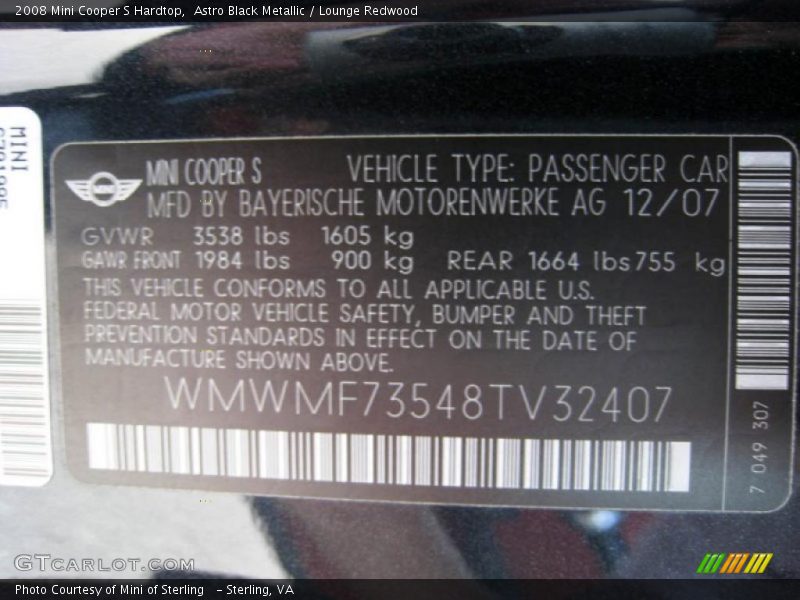 2008 Mini Cooper S Hardtop, Astro Black Metallic / Lounge Redwood
MINI
MINI COOPER S VEHICLE TYPE: PASSENGER CAR
MFD BY BAYERISCHE MOTORENWERKE AG 12/07
GVWR 3538 lbs 1605 kg
GAWR FRONT 1984 lbs 900 kg REAR 1664 lbs 755 kg
THIS VEHICLE CONFORMS TO ALL APPLICABLE U.S.
FEDERAL MOTOR VEHICLE SAFETY, BUMPER AND THEFT
PREVENTION STANDARDS IN EFFECT ON THE DATE OF
MANUFACTURE SHOWN ABOVE.
WMWMF73548TV32407
7 049 307
GTCARLOT.COM
Photo Courtesy of Mini of Sterling - Sterling, VA